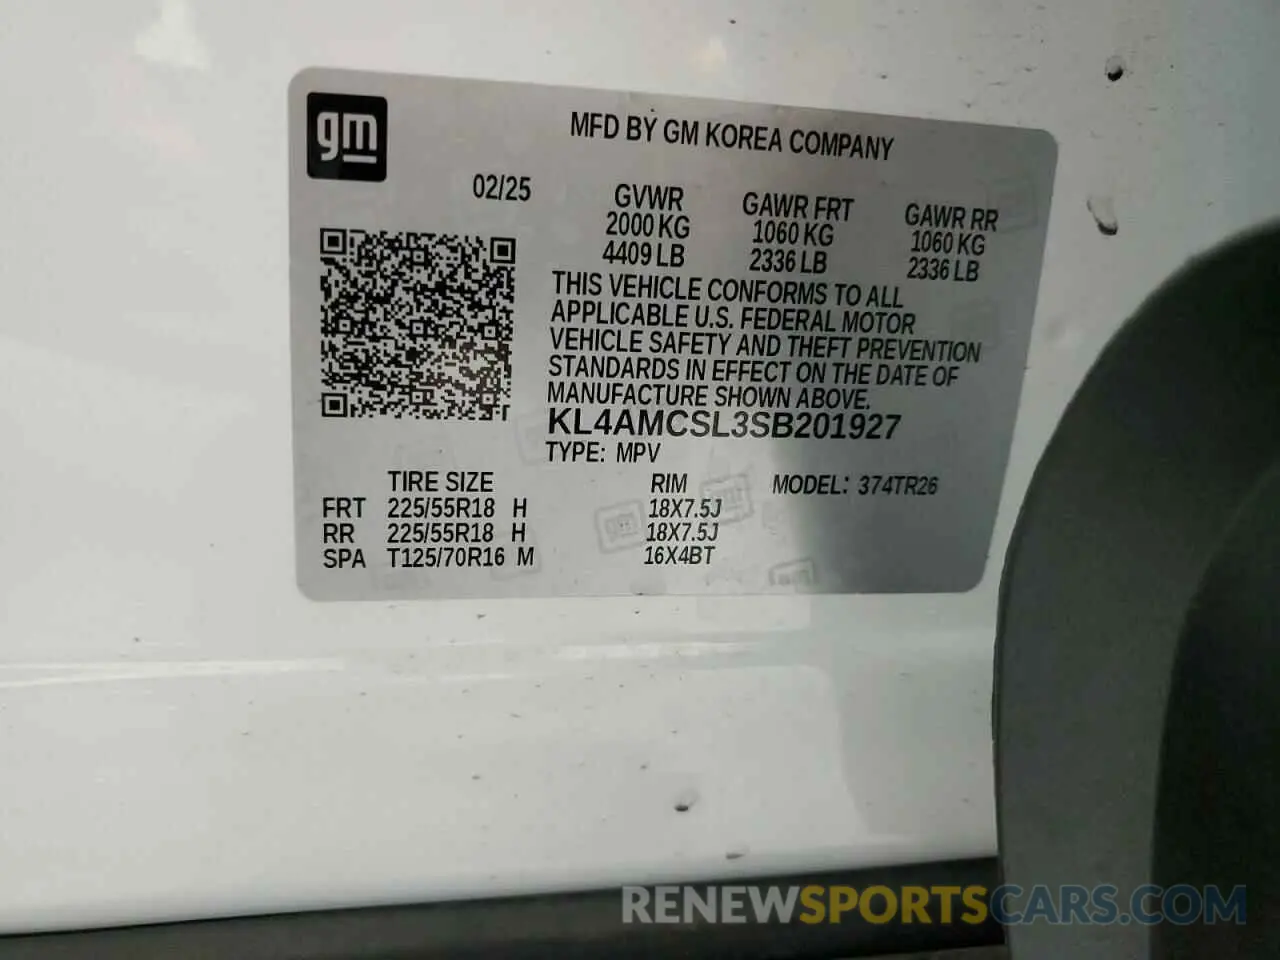 gm
MFD BY GM KOREA COMPANY
02/25
GVWR GAWR FRT GAWR RR
2000 KG 1060 KG 1060 KG
4409 LB 2336 LB 2336 LB
THIS VEHICLE CONFORMS TO ALL
APPLICABLE U.S. FEDERAL MOTOR
VEHICLE SAFETY AND THEFT PREVENTION
STANDARDS IN EFFECT ON THE DATE OF
MANUFACTURE SHOWN ABOVE.
KL4AMCSL3SB201927
TYPE: MPV
TIRE SIZE RIM MODEL: 374TR26
FRT 225/55R18 H 18X7.5J
RR 225/55R18 H 18X7.5J
SPA T125/70R16 M 16X4BT
RENEWSPORTSCARS.COM